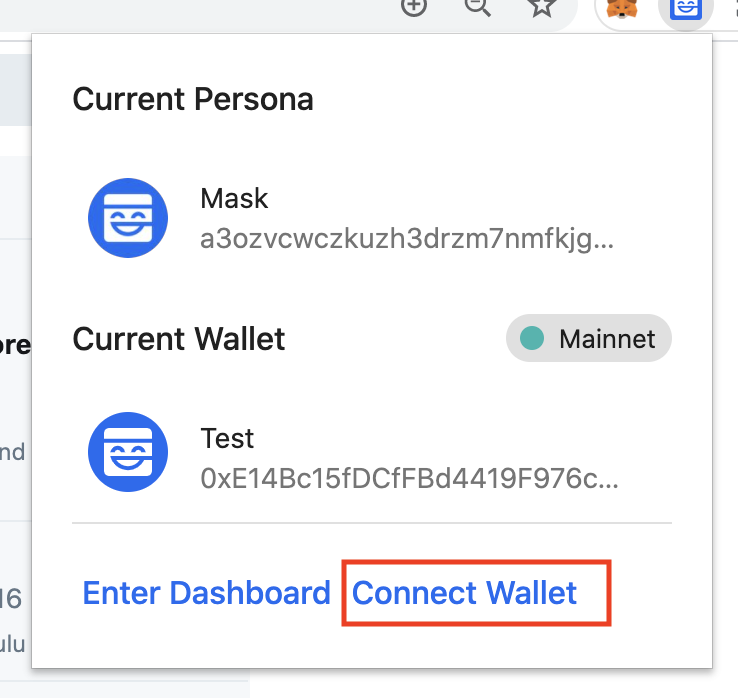 Current Persona
Mask
a3ozvcwczkuzh3drzm7nmfkjg...
Current Wallet
Mainnet
Test
0xE14Bc15fDCfFBd4419F976c...
Enter Dashboard
Connect Wallet
ore
nd
16
ulu